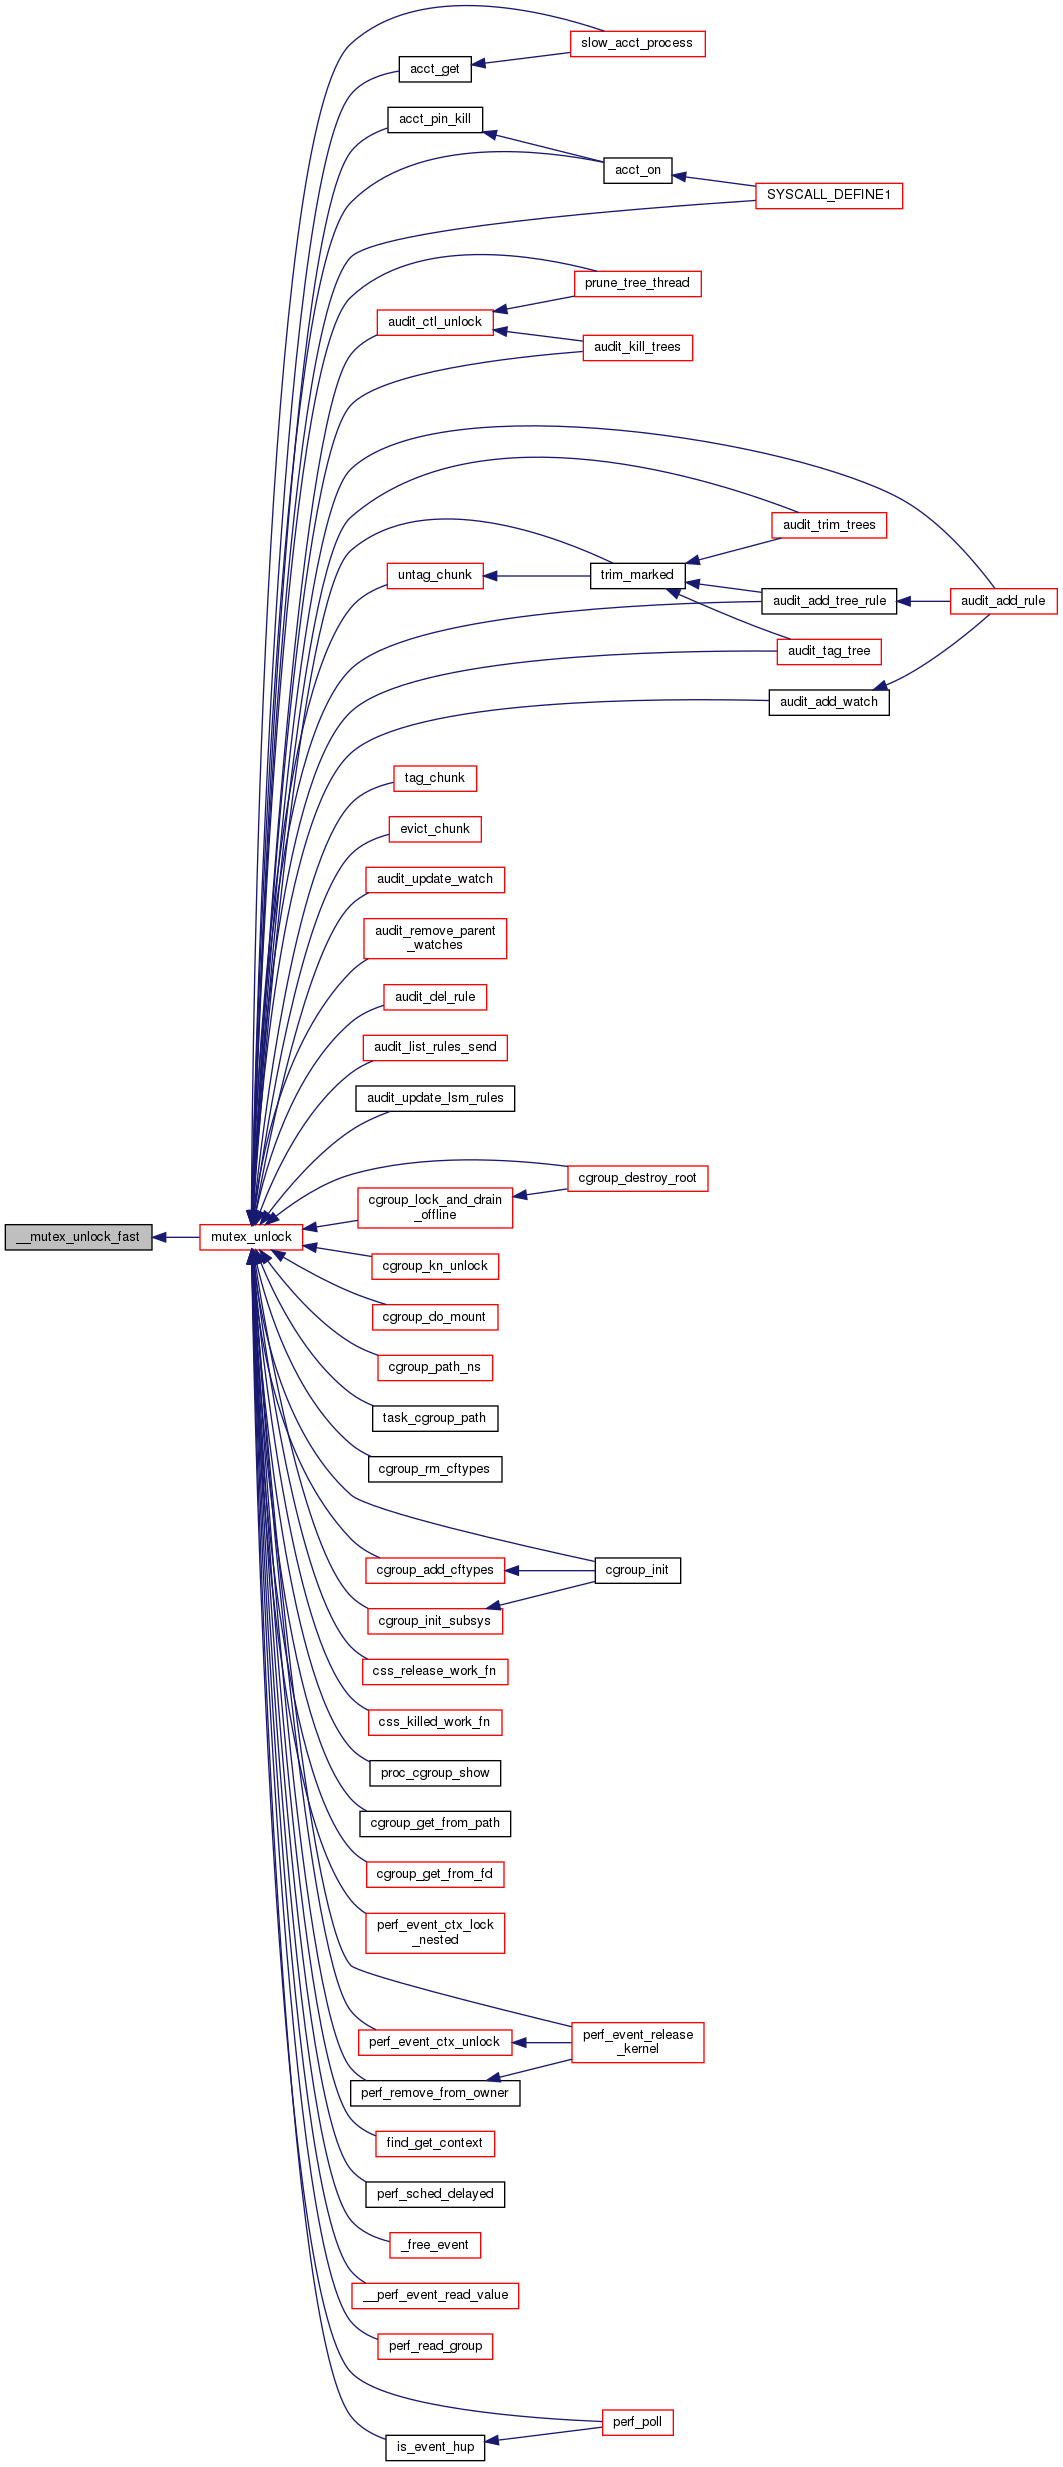 slow_acct_process
acct_get
acct_pin_kill
acct_on
SYSCALL_DEFINE1
prune_tree_thread
audit_ctl_unlock
audit_kill_trees
audit_trim_trees
untag_chunk
trim_marked
audit_add_tree_rule
audit_add_rule
audit_tag_tree
audit_add_watch
tag_chunk
evict_chunk
audit_update_watch
audit_remove_parent
_watches
audit_del_rule
audit_list_rules_send
audit_update_lsm_rules
cgroup_destroy_root
cgroup_lock_and_drain
_offline
__mutex_unlock_fast
mutex_unlock
cgroup_kn_unlock
cgroup_do_mount
cgroup_path_ns
task_cgroup_path
cgroup_rm_cftypes
cgroup_add_cftypes
cgroup_init
cgroup_init_subsys
css_release_work_fn
css_killed_work_fn
proc_cgroup_show
cgroup_get_from_path
cgroup_get_from_fd
perf_event_ctx_lock
_nested
perf_event_ctx_unlock
perf_event_release
_kernel
perf_remove_from_owner
find_get_context
perf_sched_delayed
_free_event
__perf_event_read_value
perf_read_group
perf_poll
is_event_hup